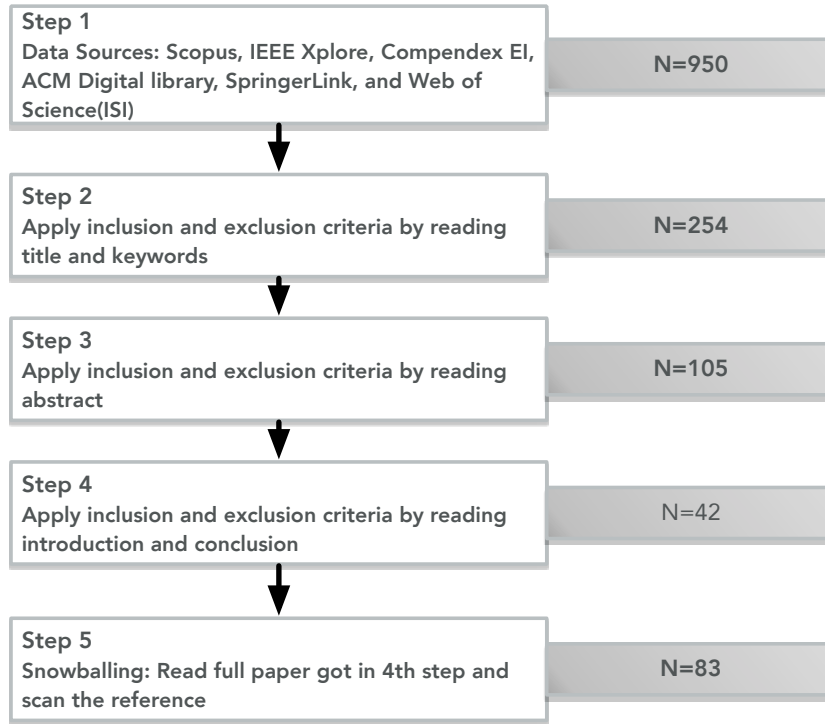 Step 1
Data Sources: Scopus, IEEE Xplore, Compendex EI,
ACM Digital library, SpringerLink, and Web of
Science(ISI)
N=950
Step 2
Apply inclusion and exclusion criteria by reading
title and keywords
N=254
Step 3
Apply inclusion and exclusion criteria by reading
abstract
N=105
Step 4
Apply inclusion and exclusion criteria by reading
introduction and conclusion
N=42
Step 5
Snowballing: Read full paper got in 4th step and
scan the reference
N=83